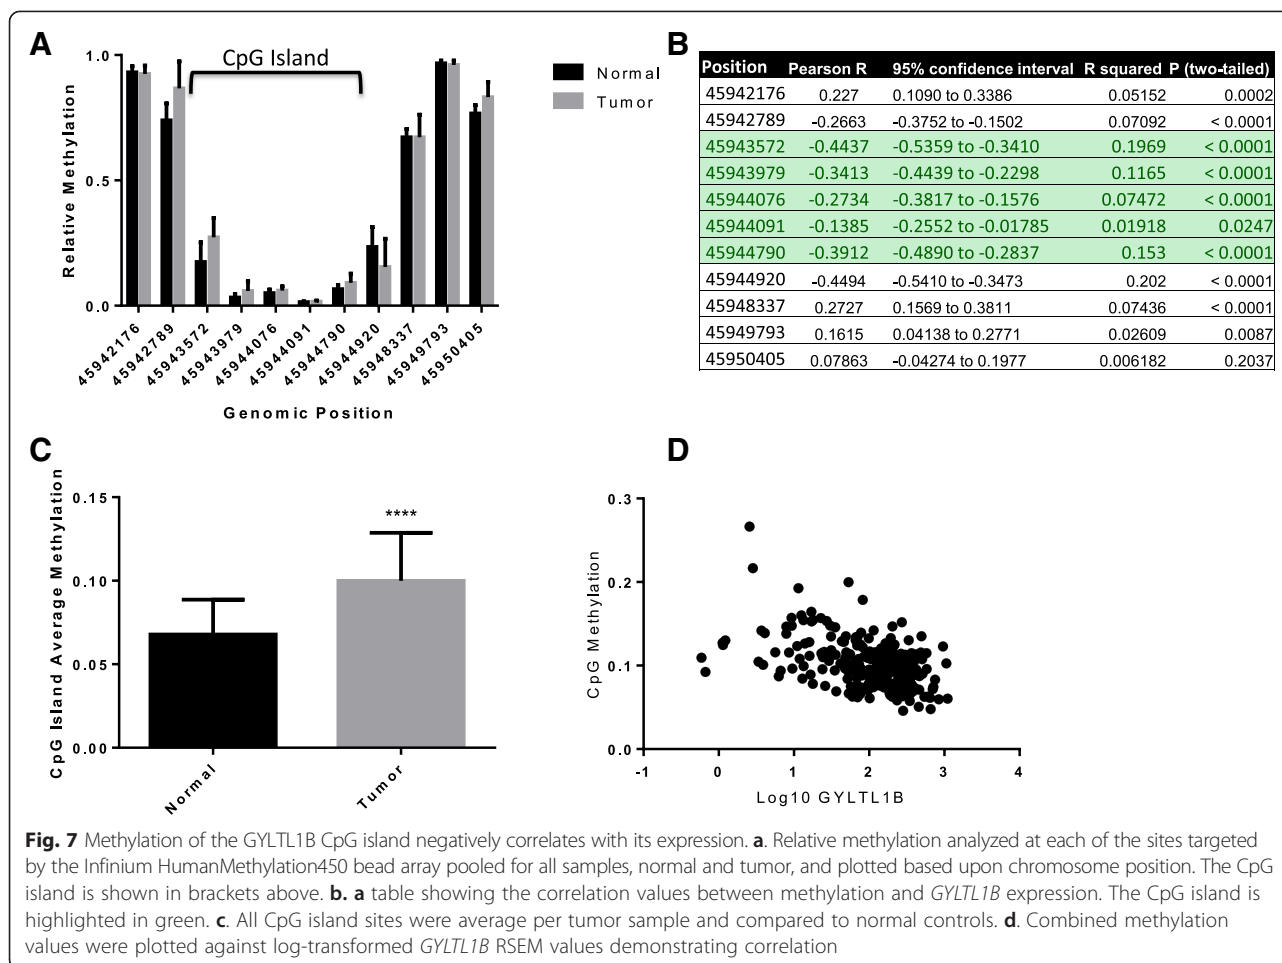 A
CpG Island
Normal
Tumor
1.0
0.5
0.0
Relative Methylation
45942176
45942789
45943572
45943979
45944076
45944091
45944790
45944920
45948337
45949793
45950405
Genomic Position
B
Position Pearson R 95% confidence interval R squared P (two-tailed)
45942176 0.227 0.1090 to 0.3386 0.05152 0.0002
45942789 -0.2663 -0.3752 to -0.1502 0.07092 < 0.0001
45943572 -0.4437 -0.5359 to -0.3410 0.1969 < 0.0001
45943979 -0.3413 -0.4439 to -0.2298 0.1165 < 0.0001
45944076 -0.2734 -0.3817 to -0.1576 0.07472 < 0.0001
45944091 -0.1385 -0.2552 to -0.01785 0.01918 0.0247
45944790 -0.3912 -0.4890 to -0.2837 0.153 < 0.0001
45944920 -0.4494 -0.5410 to -0.3473 0.202 < 0.0001
45948337 0.2727 0.1569 to 0.3811 0.07436 < 0.0001
45949793 0.1615 0.04138 to 0.2771 0.02609 0.0087
45950405 0.07863 -0.04274 to 0.1977 0.006182 0.2037
C
CpG Island Average Methylation
0.15
0.10
0.05
0.00
****
Normal
Tumor
D
CpG Methylation
0.3
0.2
0.1
0.0
-1 0 1 2 3 4
Log10 GYLTL1B
Fig. 7 Methylation of the GYLTL1B CpG island negatively correlates with its expression. a. Relative methylation analyzed at each of the sites targeted
by the Infinium HumanMethylation450 bead array pooled for all samples, normal and tumor, and plotted based upon chromosome position. The CpG
island is shown in brackets above. b. a table showing the correlation values between methylation and GYLTL1B expression. The CpG island is
highlighted in green. c. All CpG island sites were average per tumor sample and compared to normal controls. d. Combined methylation
values were plotted against log-transformed GYLTL1B RSEM values demonstrating correlation